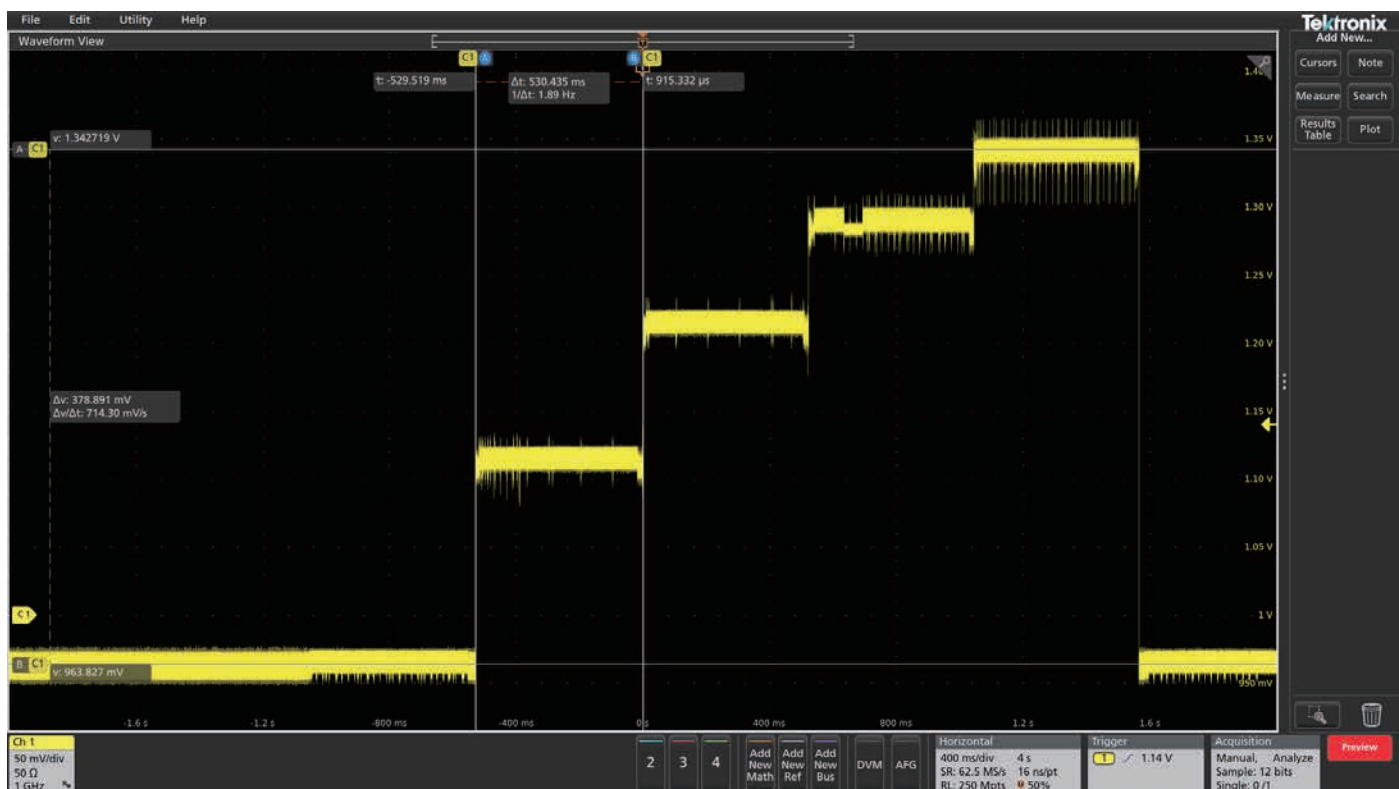 File Edit Utility Help
Tektronix
Waveform View
Add New...
C1 A B C1
t: -529.519 ms
Δt: 530.435 ms
1/Δt: 1.89 Hz
t: 915.332 µs
Cursors Note
Measure Search
Results Table Plot
A C1
v: 1.342719 V
1.35 V
1.30 V
1.25 V
1.20 V
1.15 V
1.10 V
1.05 V
1 V
950 mV
Δv: 378.891 mV
Δv/Δt: 714.30 mV/s
C1
B C1
v: 963.827 mV
-1.6 s -1.2 s -800 ms -400 ms 0 s 400 ms 800 ms 1.2 s 1.6 s
Ch 1
50 mV/div
50 Ω
1 GHz
2 3 4
Add New Math
Add New Ref
Add New Bus
DVM AFG
Horizontal
400 ms/div 4 s
SR: 62.5 MS/s 16 ns/pt
RL: 250 Mpts 50%
Trigger
1 1.14 V
Acquisition
Manual, Analyze
Sample: 12 bits
Single: 0/1
Preview